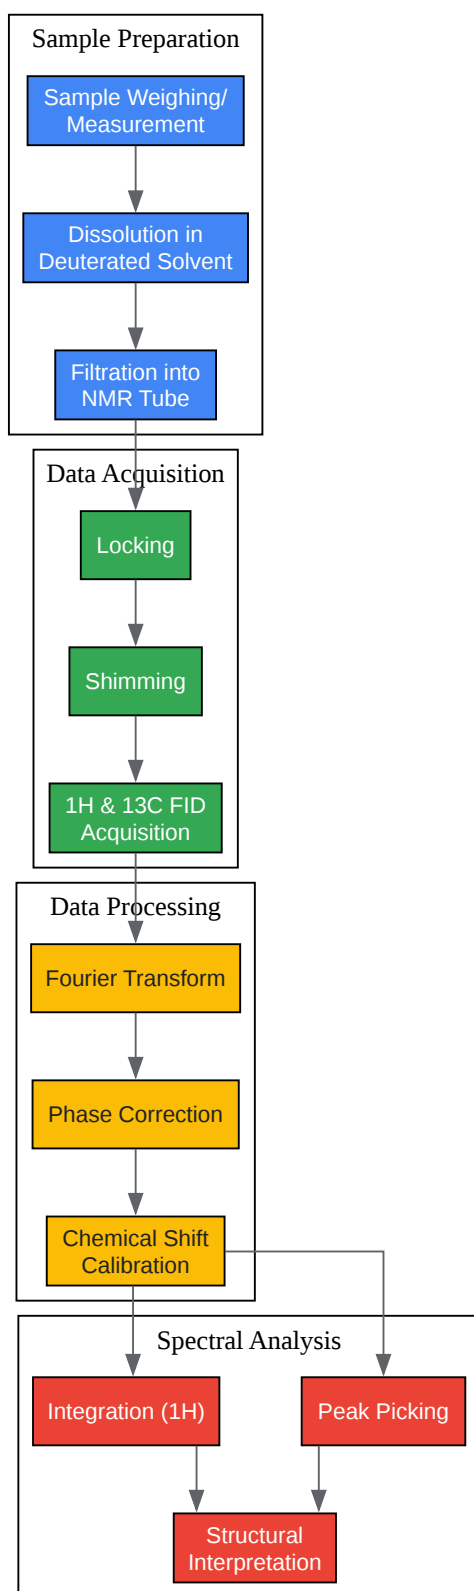 Sample Preparation
Sample Weighing/
Measurement
Dissolution in
Deuterated Solvent
Filtration into
NMR Tube
Data Acquisition
Locking
Shimming
1H & 13C FID
Acquisition
Data Processing
Fourier Transform
Phase Correction
Chemical Shift
Calibration
Spectral Analysis
Integration (1H)
Peak Picking
Structural
Interpretation